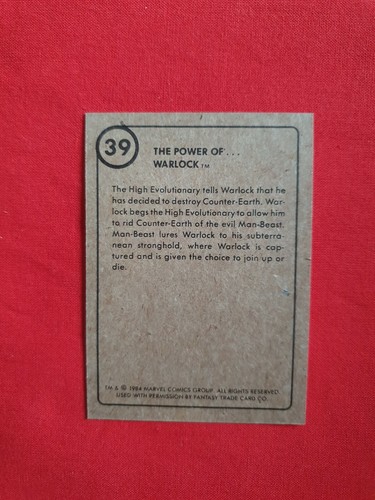 39
THE POWER OF . . .
WARLOCK TM
The High Evolutionary tells Warlock that he
has decided to destroy Counter-Earth. War-
lock begs the High Evolutionary to allow him
to rid Counter-Earth of the evil Man-Beast.
Man-Beast lures Warlock to his subterro-
nean stronghold, where Warlock is cap-
tured and is given the choice to join up or
die.
TM & © 1984 MARVEL COMICS GROUP. ALL RIGHTS RESERVED.
USED WITH PERMISSION BY FANTASY TRADE CARD CO.